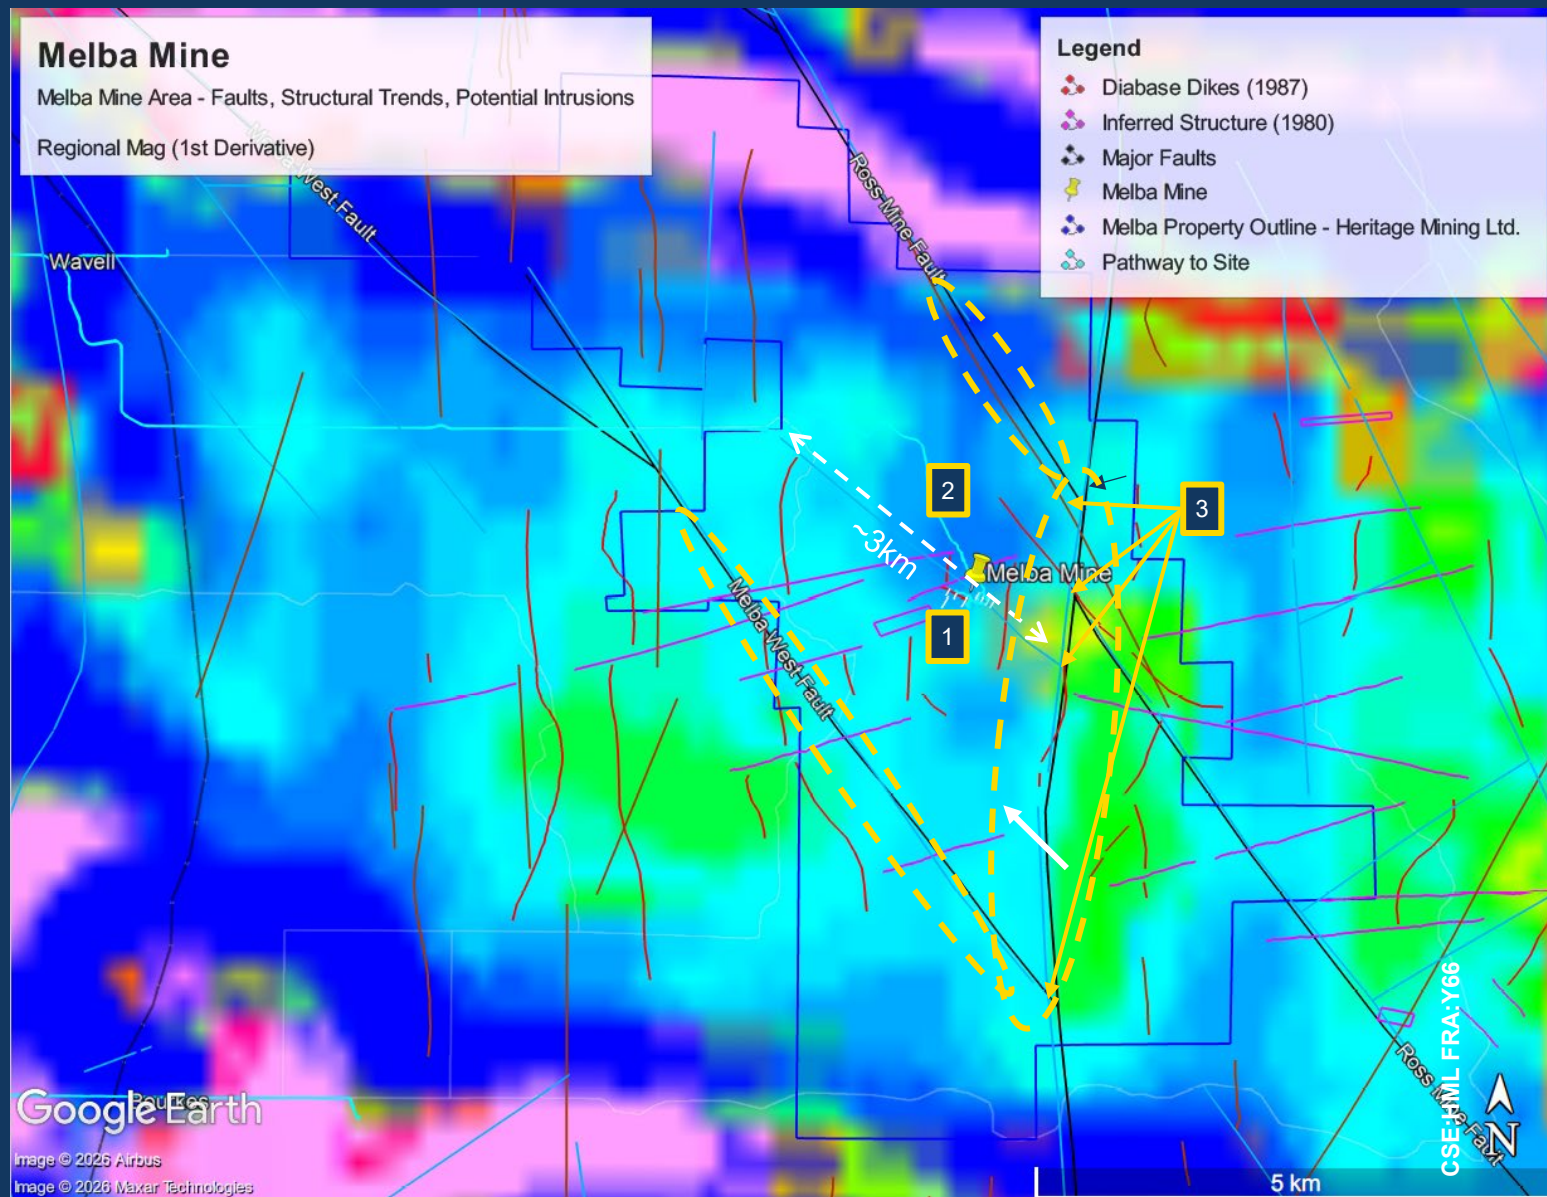 Melba Mine
Melba Mine Area - Faults, Structural Trends, Potential Intrusions
Regional Mag (1st Derivative)
Legend
Diabase Dikes (1987)
Inferred Structure (1980)
Major Faults
Melba Mine
Melba Property Outline - Heritage Mining Ltd.
Pathway to Site
Melba West Fault
Ross Mine Fault
Wavell
2
3
~3km
Melba Mine
1
Melba West Fault
Ross Mine Fault
CSE:HML FRA:Y66
N
Google Earth
Bourkes
Image © 2026 Airbus
Image © 2026 Maxar Technologies
5 km